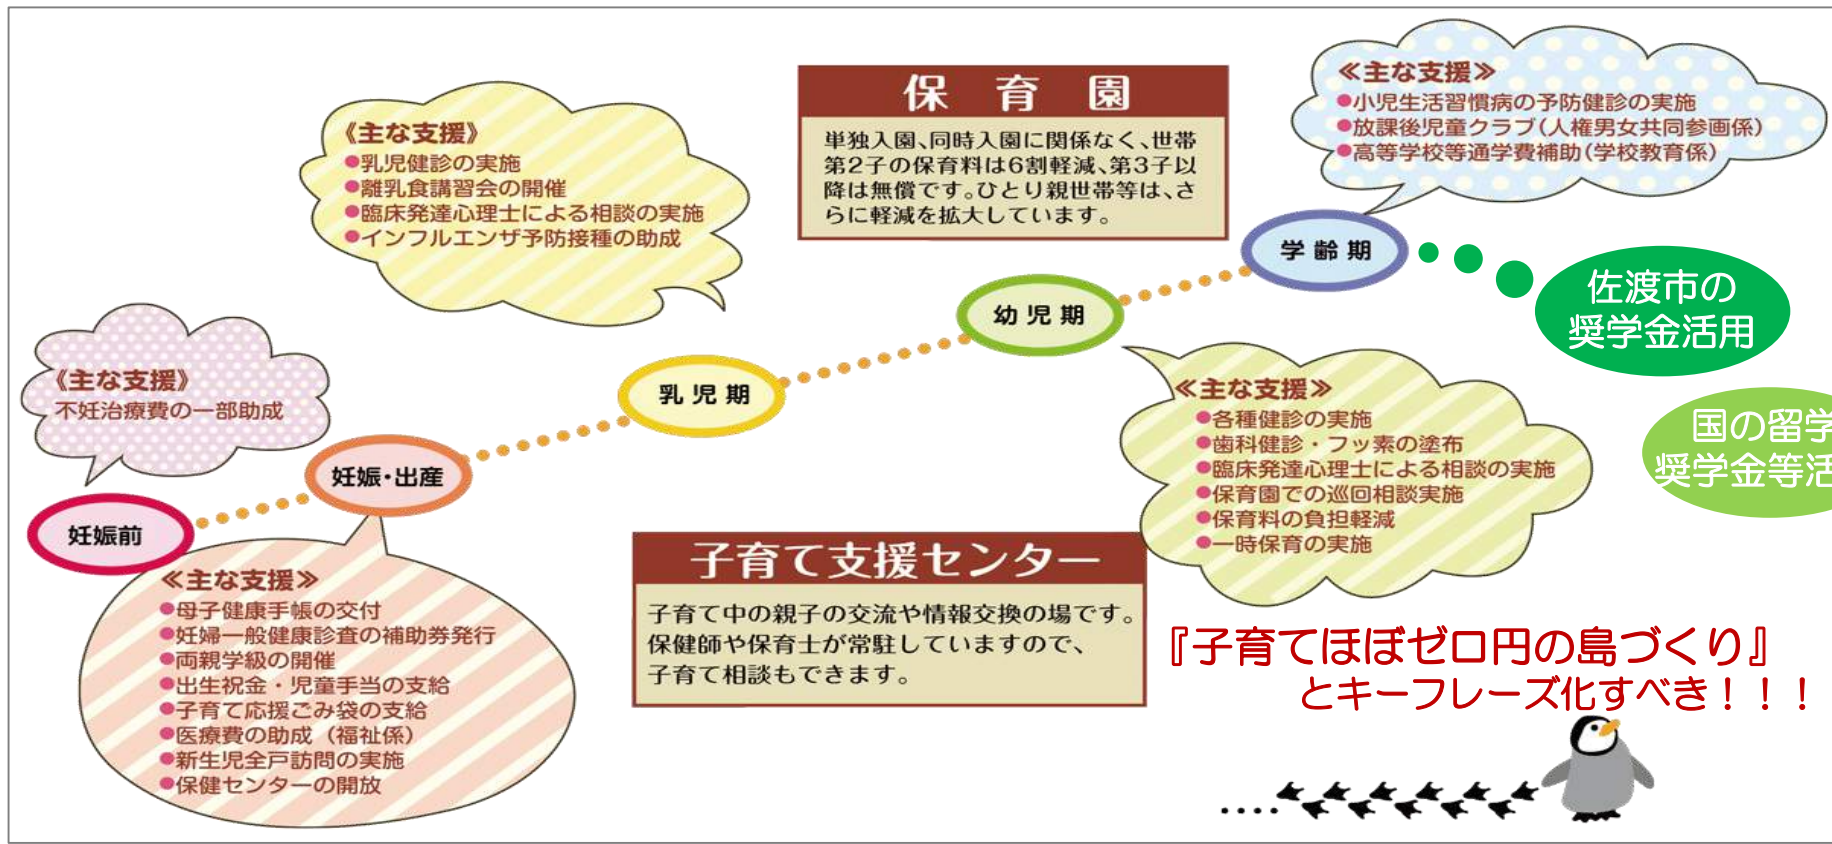 保育園
単独入園、同時入園に関係なく、世帯
第2子の保育料は6割軽減、第3子以
降は無償です。ひとり親世帯等は、さ
らに軽減を拡大しています。
≪主な支援≫
●小児生活習慣病の予防健診の実施
●放課後児童クラブ(人権男女共同参画係)
●高等学校等通学費補助(学校教育係)
《主な支援》
●乳児健診の実施
●離乳食講習会の開催
●臨床発達心理士による相談の実施
●インフルエンザ予防接種の助成
学齢期
佐渡市の
奨学金活用
幼児期
乳児期
《主な支援》
不妊治療費の一部助成
妊娠・出産
妊娠前
≪主な支援≫
●各種健診の実施
●歯科健診・フッ素の塗布
●臨床発達心理士による相談の実施
●保育園での巡回相談実施
●保育料の負担軽減
●一時保育の実施
国の留学
奨学金等活
≪主な支援≫
●母子健康手帳の交付
●妊婦一般健康診査の補助券発行
●両親学級の開催
●出生祝金・児童手当の支給
●子育て応援ごみ袋の支給
●医療費の助成（福祉係）
●新生児全戸訪問の実施
●保健センターの開放
子育て支援センター
子育て中の親子の交流や情報交換の場です。
保健師や保育士が常駐していますので、
子育て相談もできます。
『子育てほぼゼロ円の島づくり』
とキーフレーズ化すべき！！！